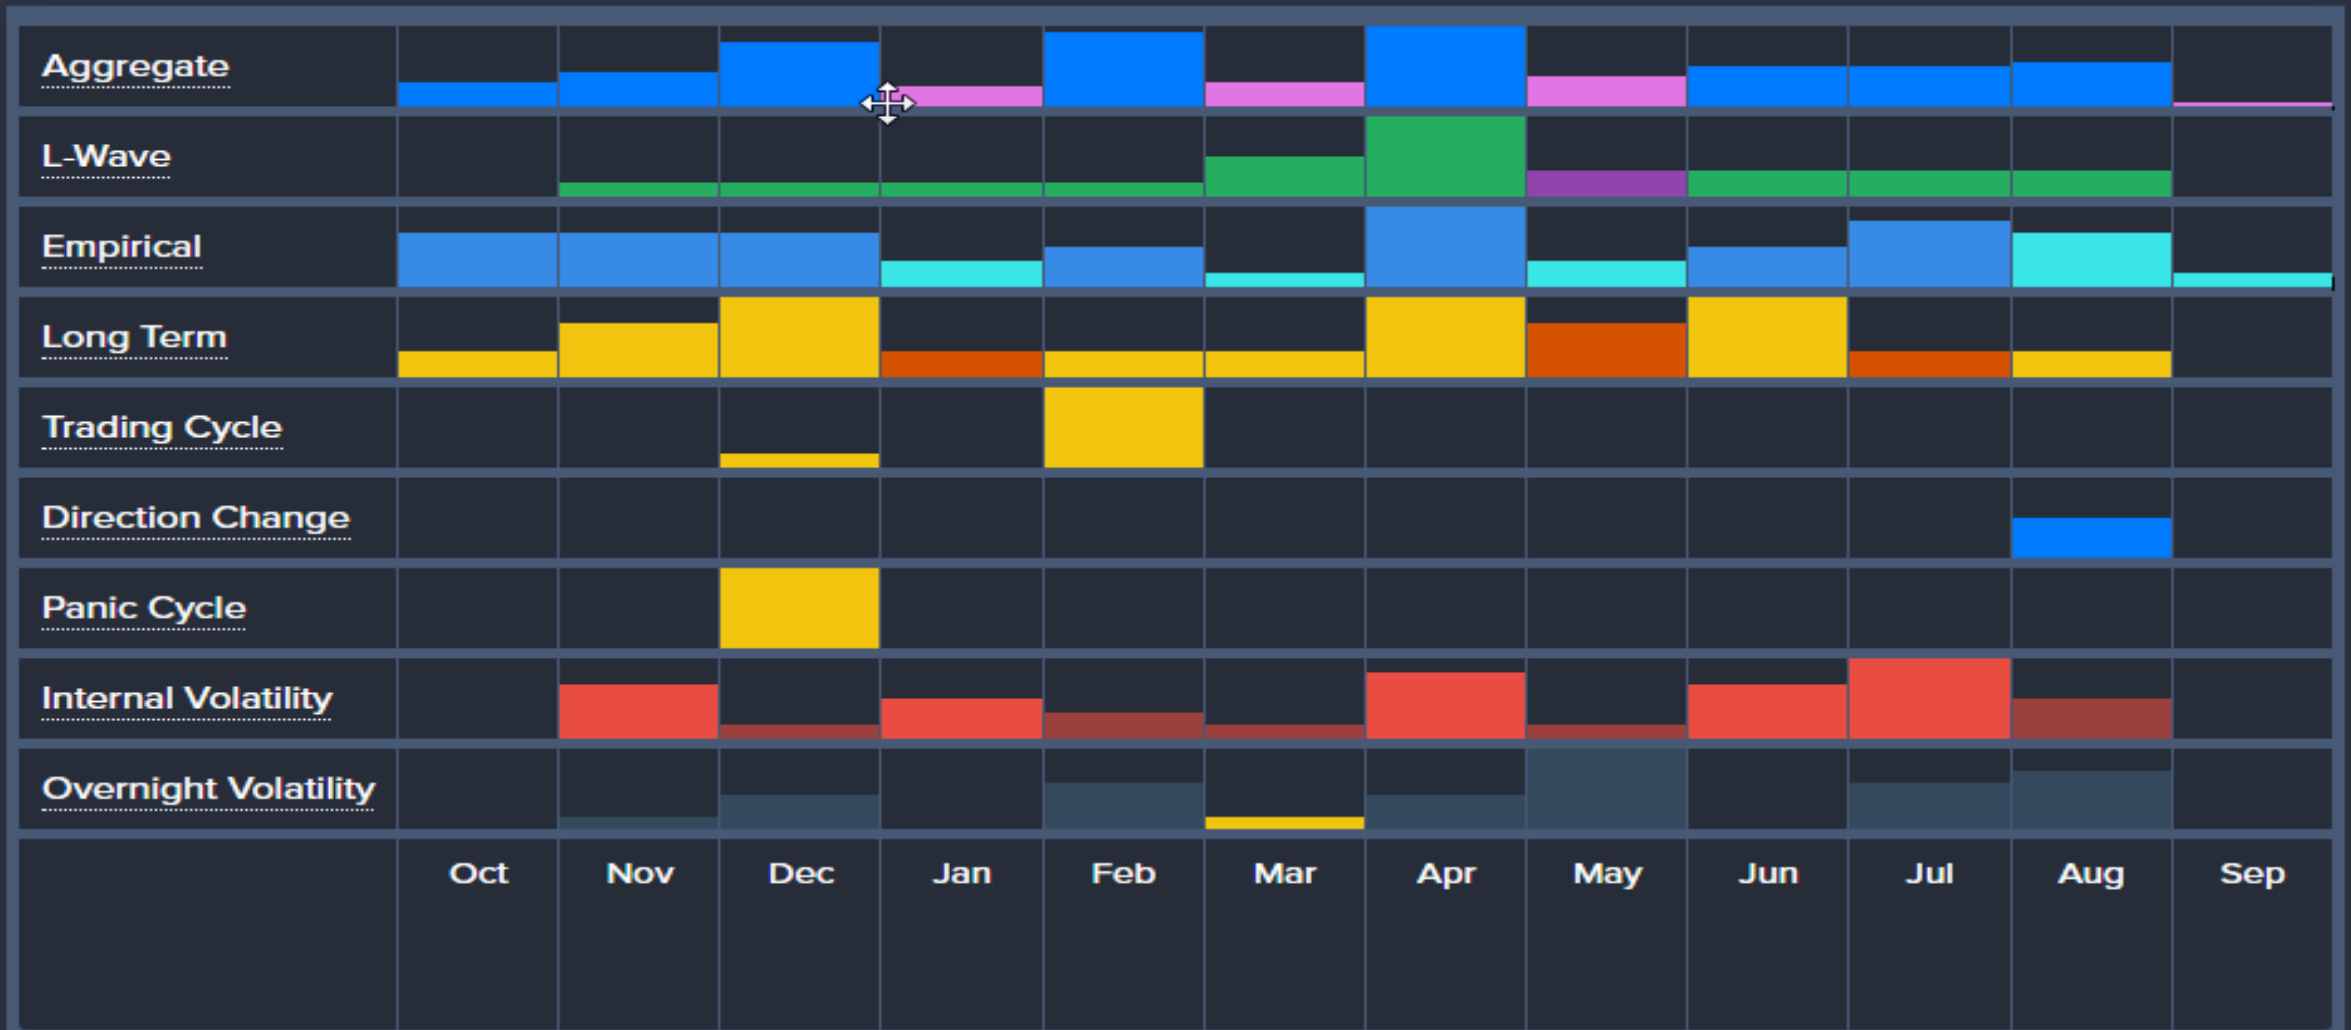 Aggregate
L-Wave
Empirical
Long Term
Trading Cycle
Direction Change
Panic Cycle
Internal Volatility
Overnight Volatility
Oct Nov Dec Jan Feb Mar Apr May Jun Jul Aug Sep